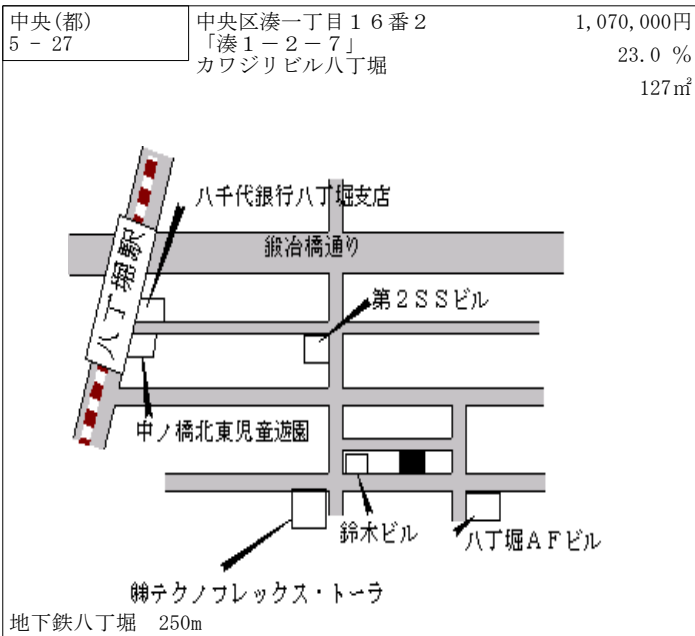 中央(都)
5 - 27
中央区湊一丁目１６番２
「湊１－２－７」
カワジリビル八丁堀
1,070,000円
23.0 %
127㎡
八千代銀行八丁堀支店
鍛冶橋通り
八丁堀駅
第２ＳＳビル
中ノ橋北東児童遊園
鈴木ビル
八丁堀ＡＦビル
㈱テクノフレックス・トーラ
地下鉄八丁堀　250m